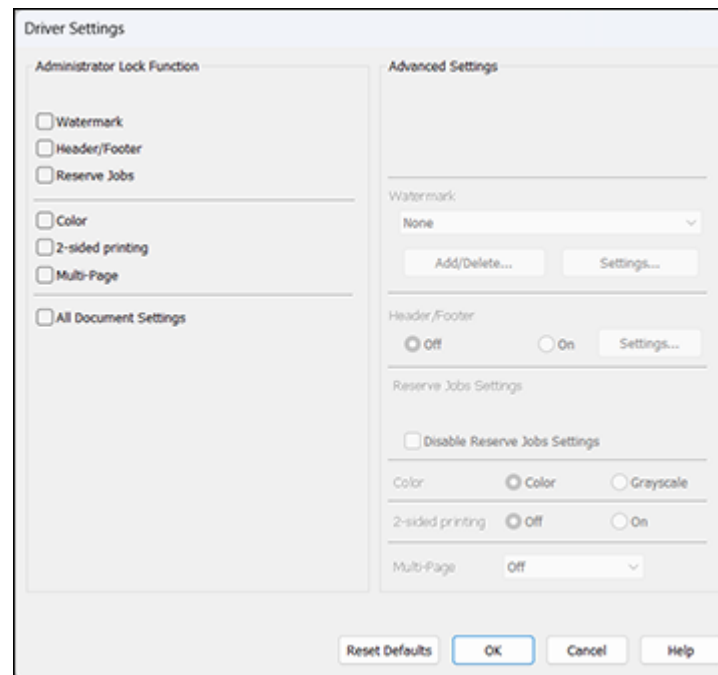 Driver Settings
Administrator Lock Function
Watermark
Header/Footer
Reserve Jobs
Color
2-sided printing
Multi-Page
All Document Settings
Advanced Settings
Watermark
None
Add/Delete... Settings...
Header/Footer
Off On Settings...
Reserve Jobs Settings
Disable Reserve Jobs Settings
Color Color Grayscale
2-sided printing Off On
Multi-Page Off
Reset Defaults OK Cancel Help